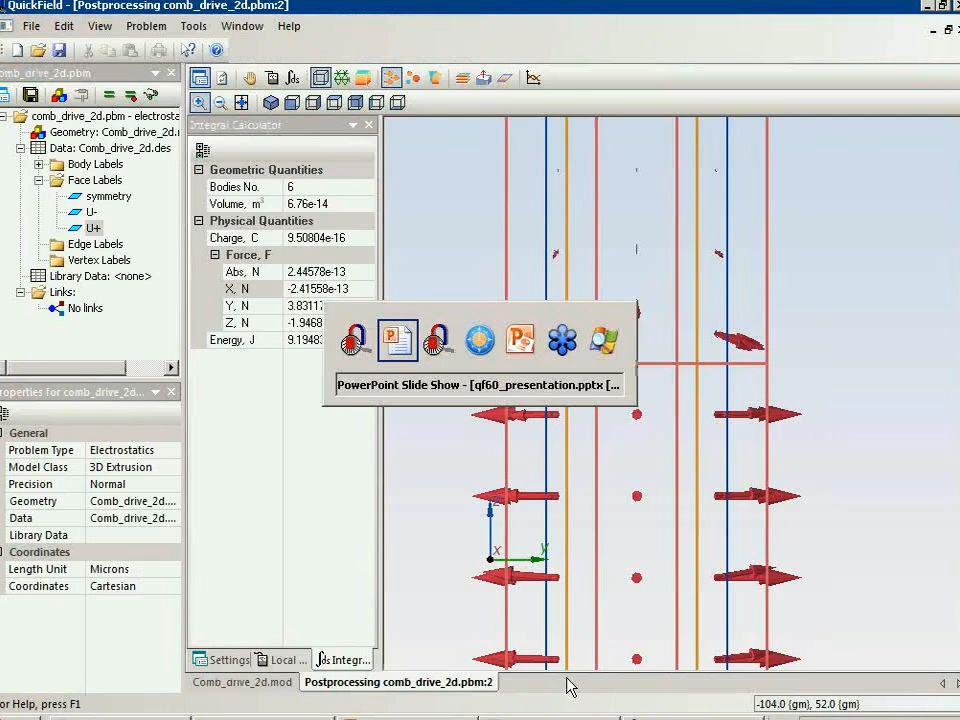 QuickField - [Postprocessing comb_drive_2d.pbm:2]
File Edit View Problem Tools Window Help
omb_drive_2d.pbm
comb_drive_2d.pbm - electrosta
Geometry: Comb_drive_2d.
Data: Comb_drive_2d.des
Body Labels
Face Labels
symmetry
U-
U+
Edge Labels
Vertex Labels
Library Data: <none>
Links:
No links
Integral Calculator
Geometric Quantities
Bodies No. 6
Volume, m³ 6.76e-14
Physical Quantities
Charge, C 9.50804e-16
Force, F
Abs, N 2.44578e-13
X, N -2.41558e-13
Y, N 3.8311
Z, N -1.9468
Energy, J 9.1948
PowerPoint Slide Show - [qf60_presentation.pptx [...
roperties for comb_drive_2d...
General
Problem Type Electrostatics
Model Class 3D Extrusion
Precision Normal
Geometry Comb_drive_2d....
Data Comb_drive_2d....
Library Data
Coordinates
Length Unit Microns
Coordinates Cartesian
z
x y
Settings Local ... Integr...
Comb_drive_2d.mod Postprocessing comb_drive_2d.pbm:2
or Help, press F1
-104.0 {gm}, 52.0 {gm}